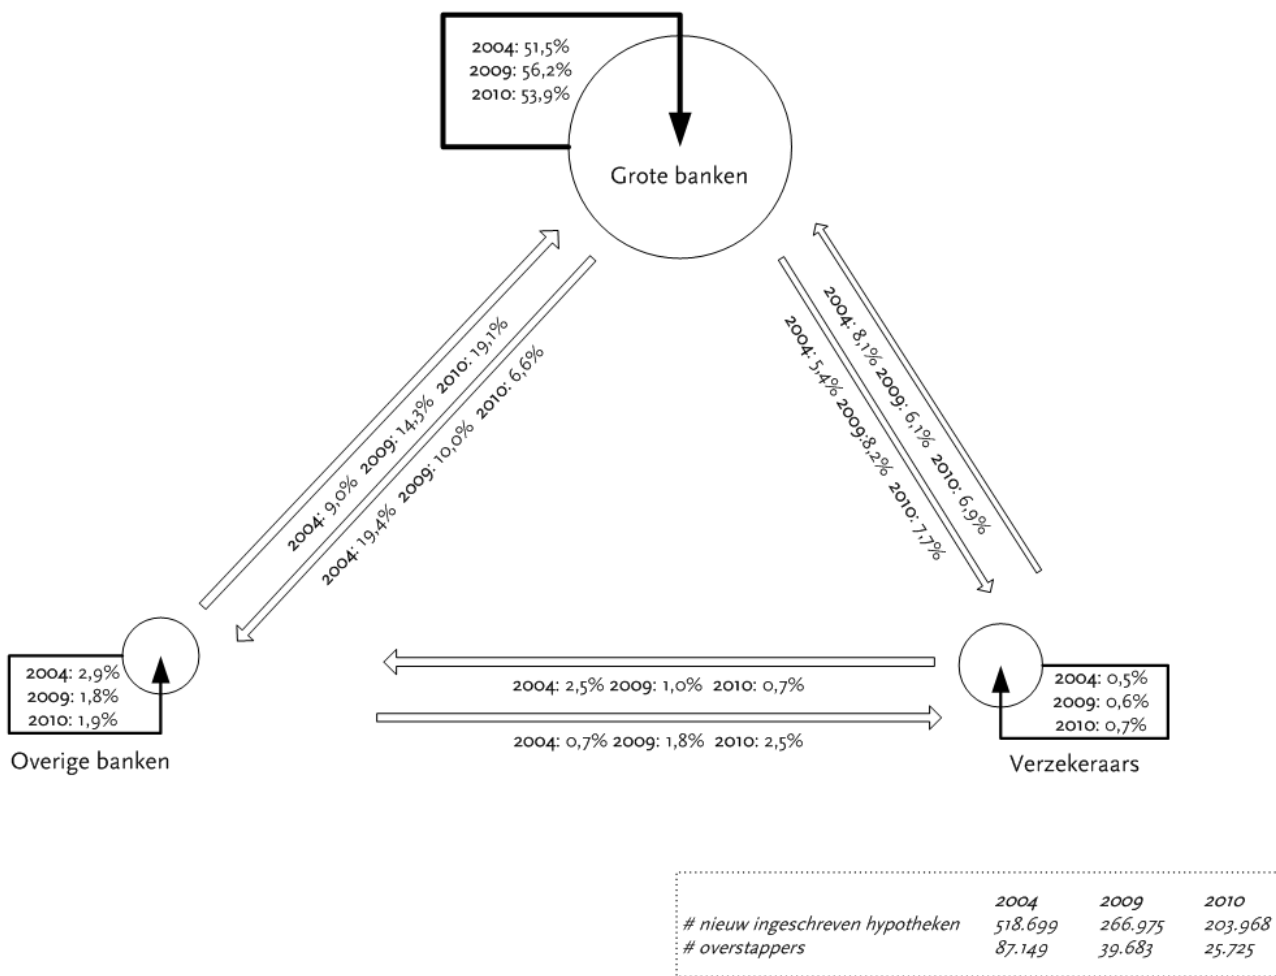 2004: 51,5%
2009: 56,2%
2010: 53,9%
Grote banken
2004: 9,0% 2009: 14,3% 2010: 19,1%
2004: 19,4% 2009: 10,0% 2010: 6,6%
2004: 8,1% 2009: 6,1% 2010: 6,9%
2004: 5,4% 2009:8,2% 2010: 7,7%
2004: 2,9%
2009: 1,8%
2010: 1,9%
Overige banken
2004: 2,5% 2009: 1,0% 2010: 0,7%
2004: 0,7% 2009: 1,8% 2010: 2,5%
2004: 0,5%
2009: 0,6%
2010: 0,7%
Verzekeraars
2004 2009 2010
# nieuw ingeschreven hypotheken 518.699 266.975 203.968
# overstappers 87.149 39.683 25.725